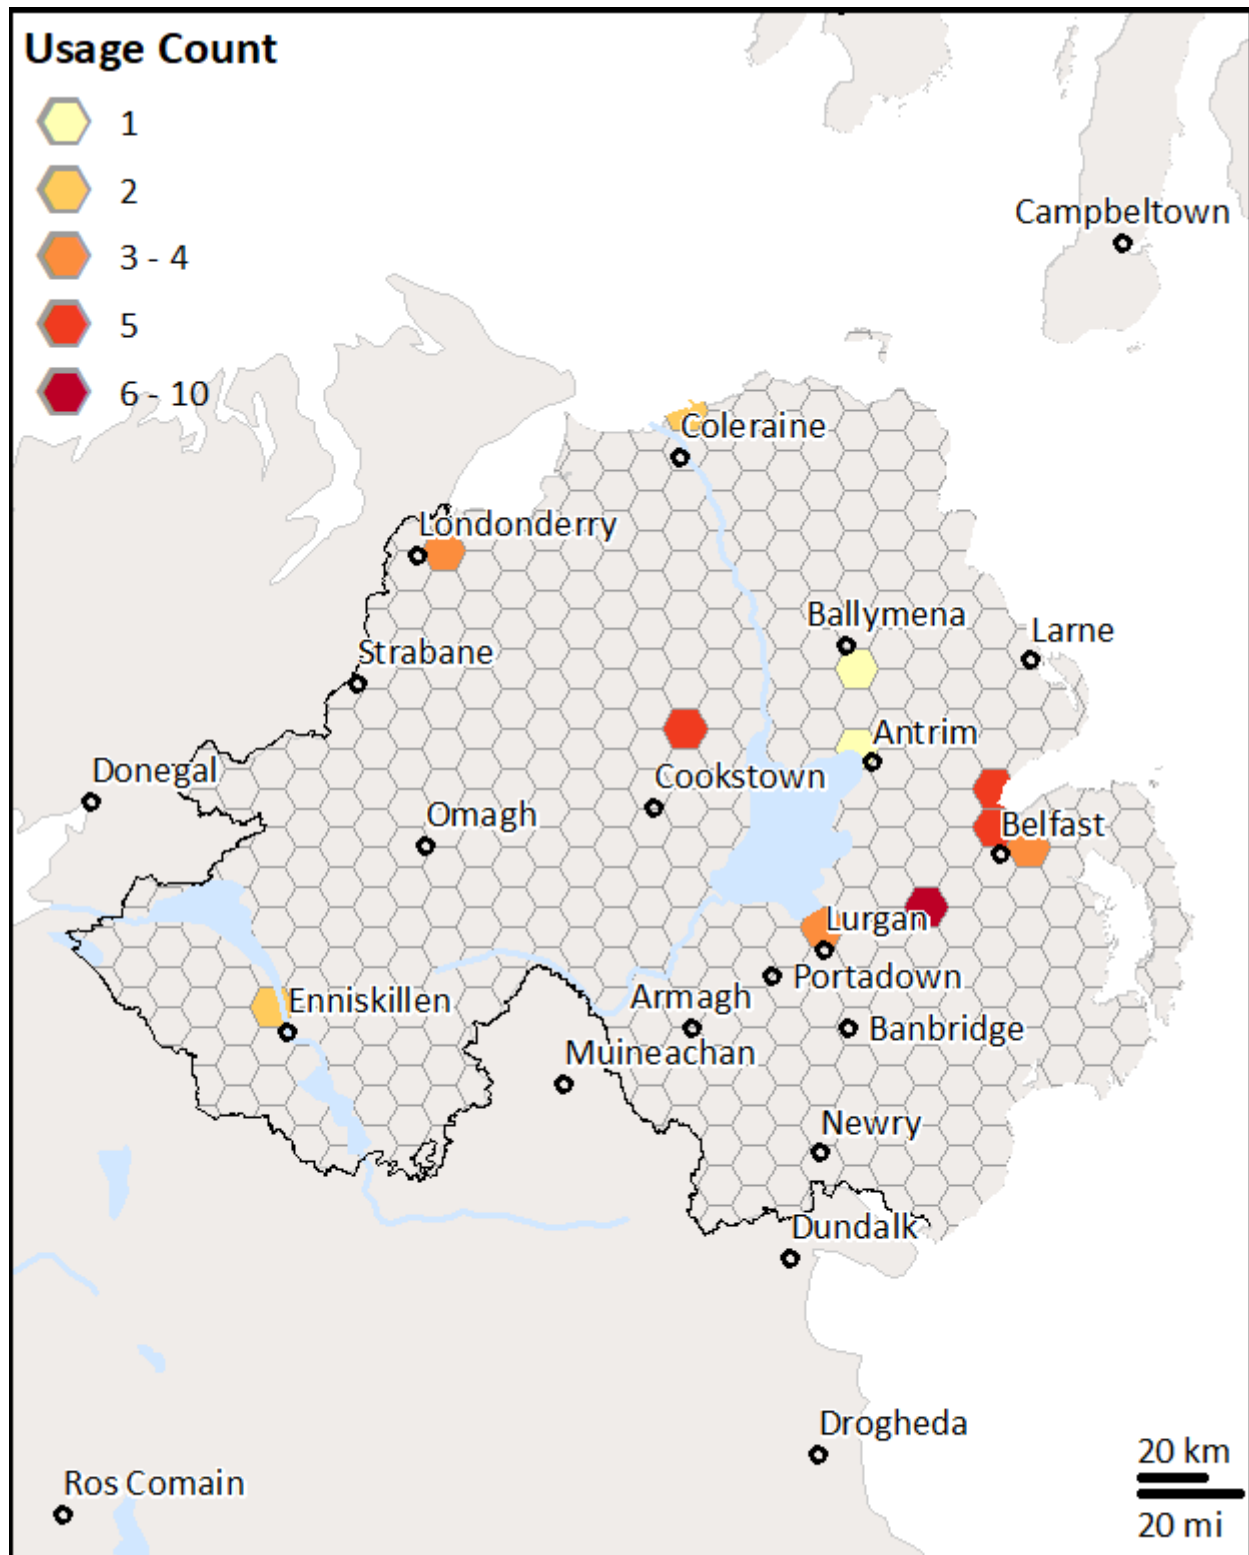 Usage Count
1
2
3 - 4
5
6 - 10
Campbeltown
Coleraine
Londonderry
Ballymena
Larne
Strabane
Antrim
Donegal
Cookstown
Omagh
Belfast
Lurgan
Portadown
Enniskillen
Armagh
Banbridge
Muineachan
Newry
Dundalk
Drogheda
20 km
Ros Comain
20 mi